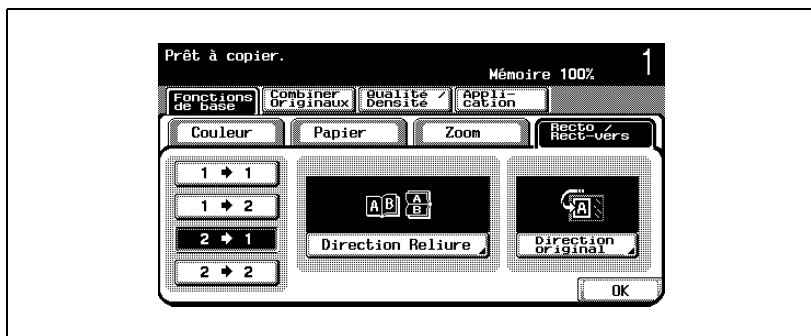 Prêt à copier.
Mémoire 100%
1
Fonctions de base
Combiner Originaux
Qualité / Densité
Appli- cation
Couleur
Papier
Zoom
Recto / Rect-vers
1 → 1
1 → 2
2 → 1
2 → 2
A B
A
B
Direction Reliure
A
Direction original
OK